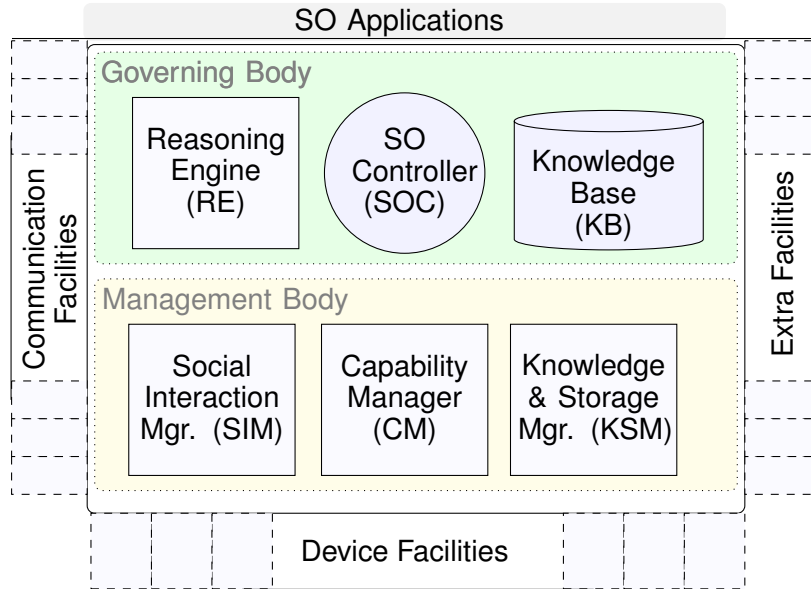 SO Applications
Governing Body
Reasoning
Engine
(RE)
SO
Controller
(SOC)
Knowledge
Base
(KB)
Management Body
Social
Interaction
Mgr. (SIM)
Capability
Manager
(CM)
Knowledge
& Storage
Mgr. (KSM)
Communication
Facilities
Extra Facilities
Device Facilities